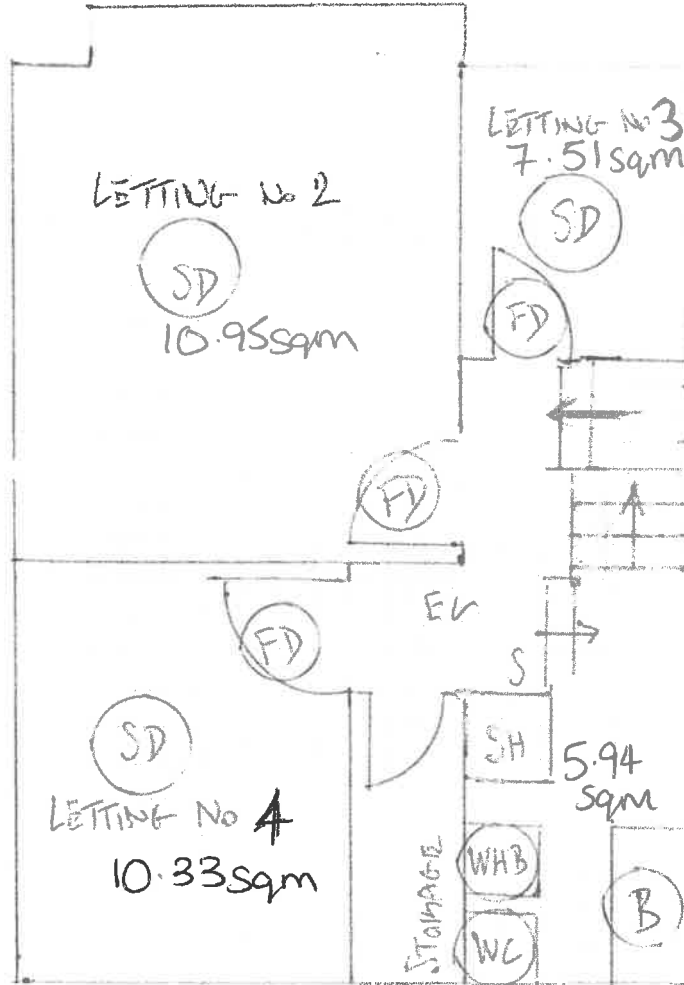 LETTING No 3
7.51sqm
SD
FD
LETTING No 2
SD
10.95sqm
FD
FD
S
SD
LETTING No 4
10.33sqm
SH
5.94
sqm
STORAGE
WHB
WC
B